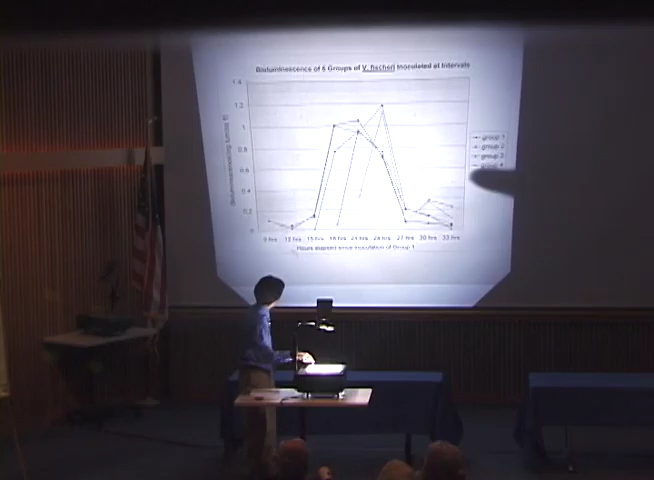 Bioluminescence of 6 Groups of V. fischeri Inoculated at Intervals
1.4
1.2
1
0.8
0.6
0.4
0.2
0
9 hrs 12 hrs 15 hrs 18 hrs 21 hrs 24 hrs 27 hrs 30 hrs 33 hrs
Hours elapsed since inoculation of Group 1
group 1
group 2
group 3